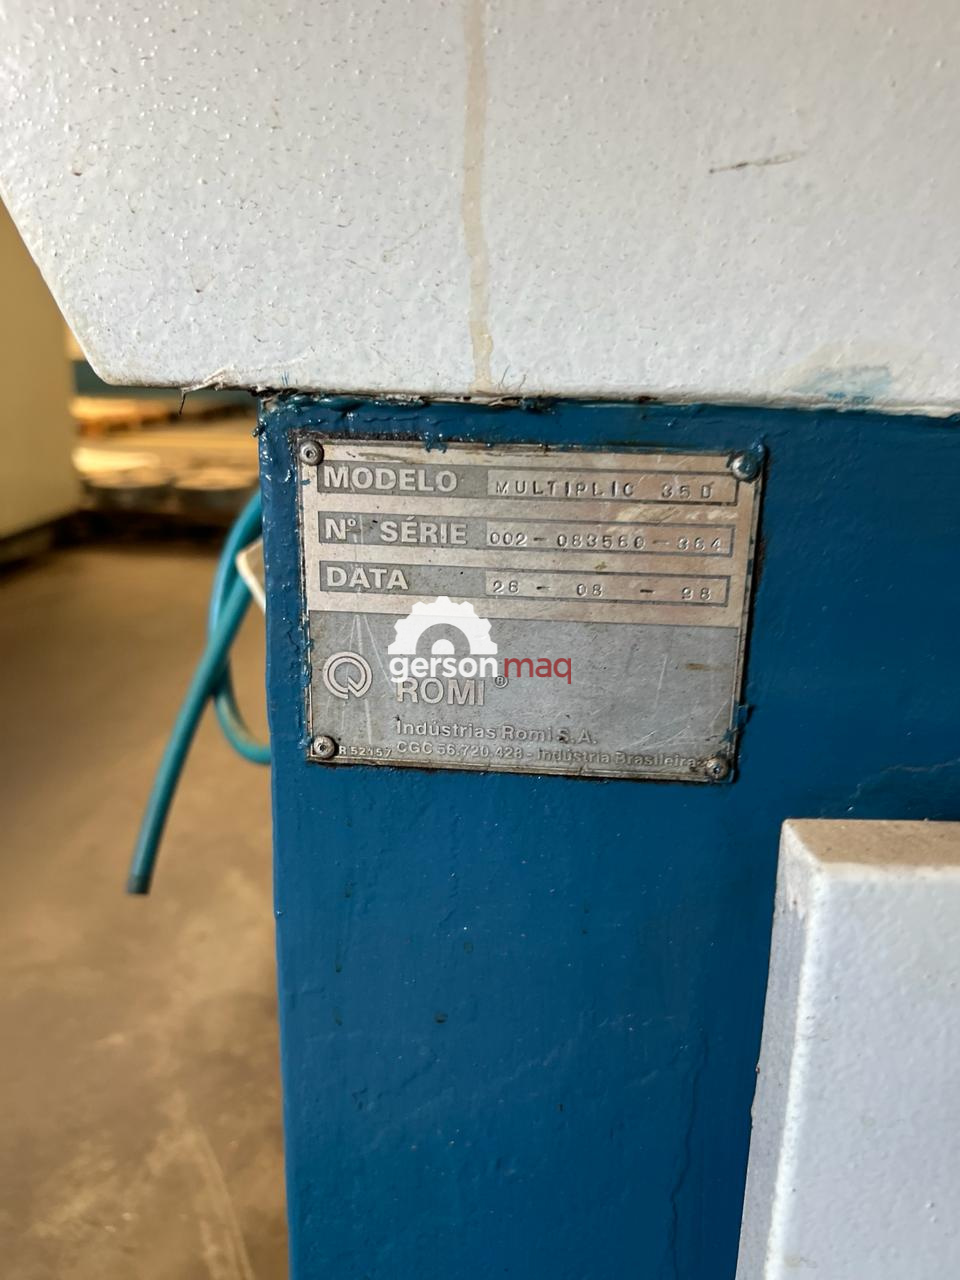 MODELO MULTIPLIC 35D
Nº SÉRIE 002-083560-364
DATA 26 - 08 - 98
gersonmaq
ROMI®
Indústrias Romi S.A.
R 52157 CGC 56.720.428 - Indústria Brasileira